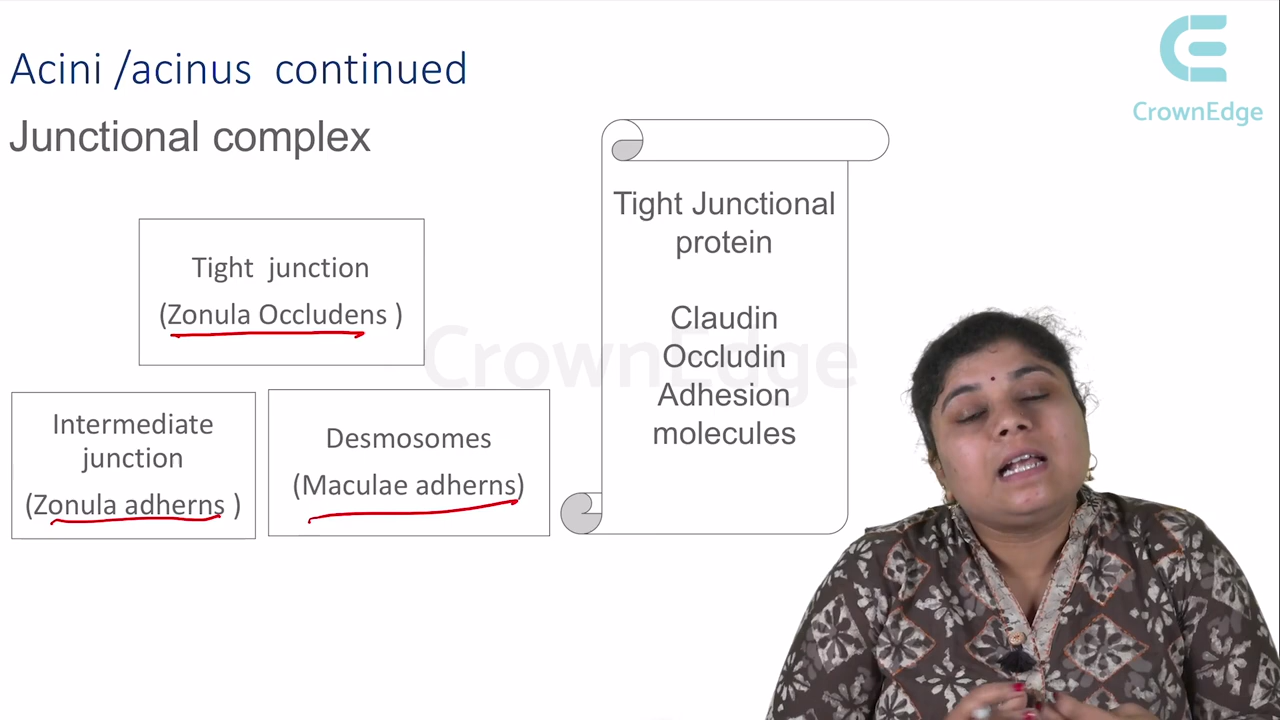 Acini /acinus continued
CrownEdge
Junctional complex
Tight junction
(Zonula Occludens )
Intermediate
junction
(Zonula adherns )
Desmosomes
(Maculae adherns)
Tight Junctional
protein
Claudin
Occludin
Adhesion
molecules
CrownEdge